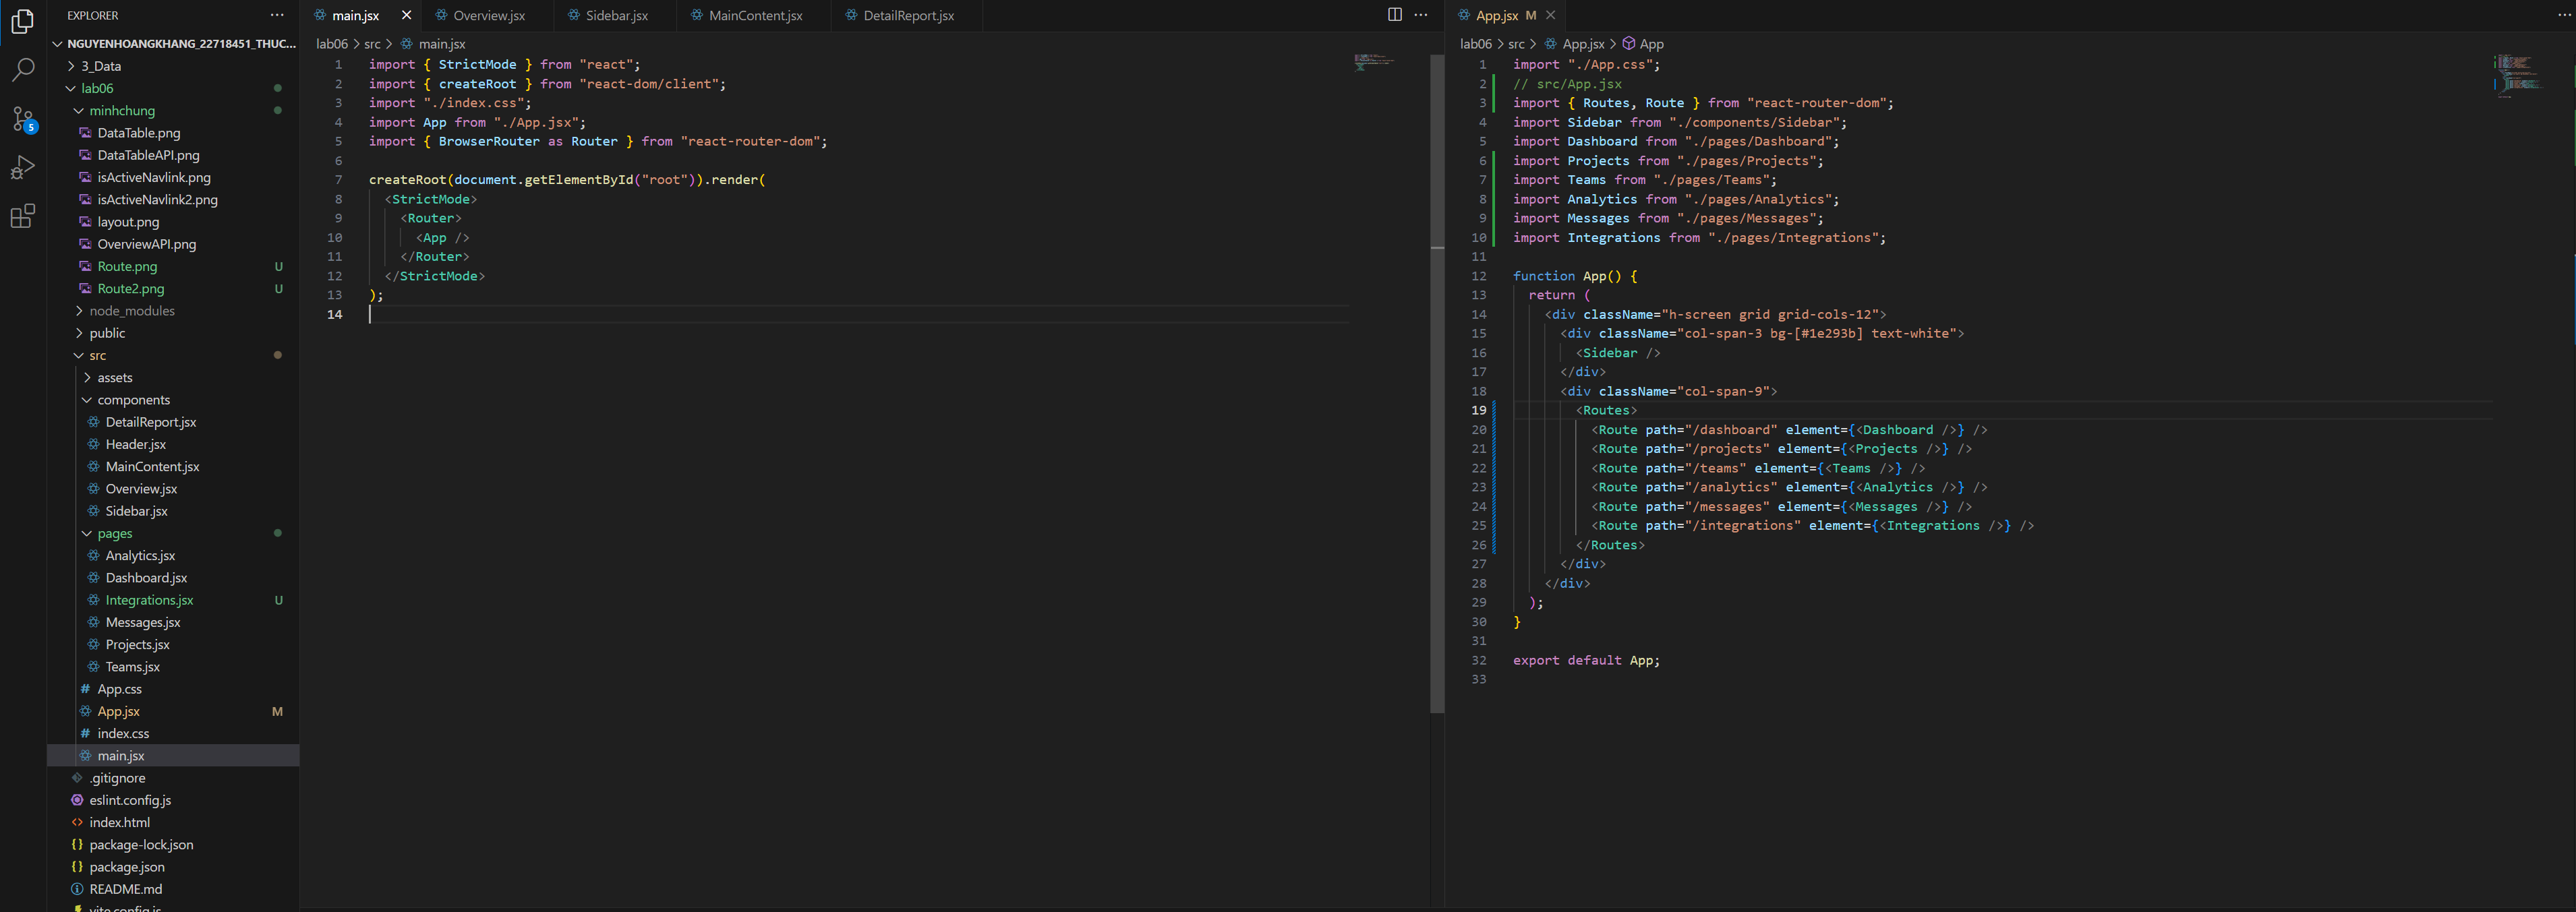 EXPLORER
NGUYENHOANGKHANG_22718451_THUC...
3_Data
lab06
minhchung
DataTable.png
DataTableAPI.png
isActiveNavlink.png
isActiveNavlink2.png
layout.png
OverviewAPI.png
Route.png U
Route2.png U
node_modules
public
src
assets
components
DetailReport.jsx
Header.jsx
MainContent.jsx
Overview.jsx
Sidebar.jsx
pages
Analytics.jsx
Dashboard.jsx
Integrations.jsx U
Messages.jsx
Projects.jsx
Teams.jsx
App.css
App.jsx M
index.css
main.jsx
.gitignore
eslint.config.js
index.html
package-lock.json
package.json
README.md
vite.config.js
5
main.jsx Overview.jsx Sidebar.jsx MainContent.jsx DetailReport.jsx
lab06 > src > main.jsx
1 import { StrictMode } from "react";
2 import { createRoot } from "react-dom/client";
3 import "./index.css";
4 import App from "./App.jsx";
5 import { BrowserRouter as Router } from "react-router-dom";
6
7 createRoot(document.getElementById("root")).render(
8 <StrictMode>
9 <Router>
10 <App />
11 </Router>
12 </StrictMode>
13 );
14
App.jsx M
lab06 > src > App.jsx > App
1 import "./App.css";
2 // src/App.jsx
3 import { Routes, Route } from "react-router-dom";
4 import Sidebar from "./components/Sidebar";
5 import Dashboard from "./pages/Dashboard";
6 import Projects from "./pages/Projects";
7 import Teams from "./pages/Teams";
8 import Analytics from "./pages/Analytics";
9 import Messages from "./pages/Messages";
10 import Integrations from "./pages/Integrations";
11
12 function App() {
13 return (
14 <div className="h-screen grid grid-cols-12">
15 <div className="col-span-3 bg-[#1e293b] text-white">
16 <Sidebar />
17 </div>
18 <div className="col-span-9">
19 <Routes>
20 <Route path="/dashboard" element={<Dashboard />} />
21 <Route path="/projects" element={<Projects />} />
22 <Route path="/teams" element={<Teams />} />
23 <Route path="/analytics" element={<Analytics />} />
24 <Route path="/messages" element={<Messages />} />
25 <Route path="/integrations" element={<Integrations />} />
26 </Routes>
27 </div>
28 </div>
29 );
30 }
31
32 export default App;
33